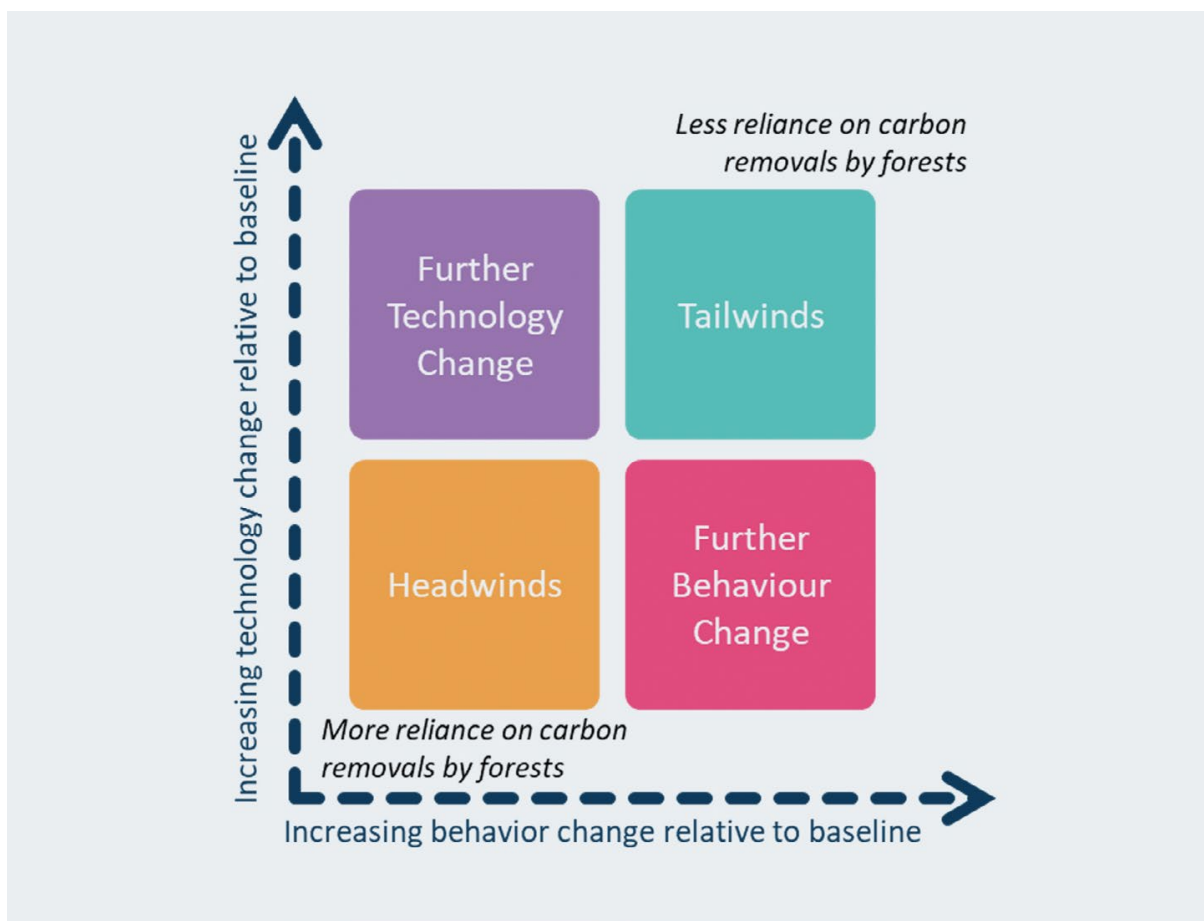 Increasing technology change relative to baseline
Less reliance on carbon
removals by forests
Further
Technology
Change
Tailwinds
Headwinds
Further
Behaviour
Change
More reliance on carbon
removals by forests
Increasing behavior change relative to baseline